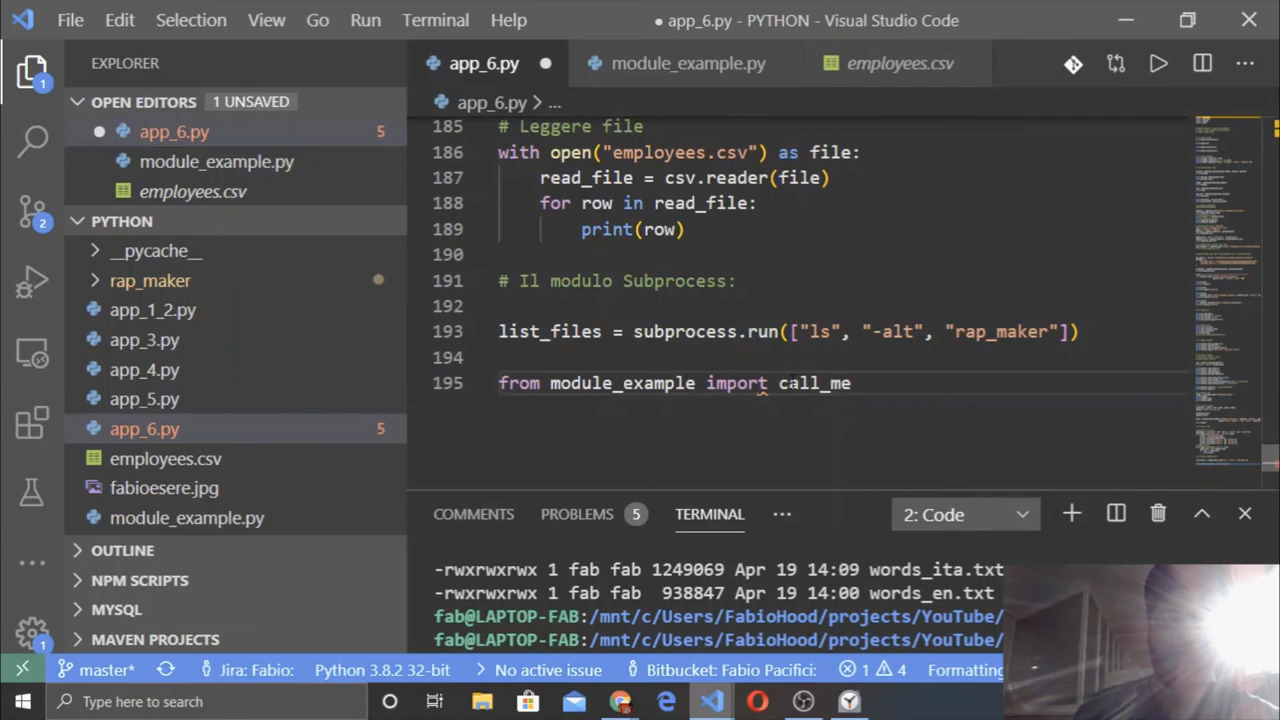 File Edit Selection View Go Run Terminal Help
● app_6.py - PYTHON - Visual Studio Code
EXPLORER
OPEN EDITORS 1 UNSAVED
app_6.py 5
module_example.py
employees.csv
PYTHON
__pycache__
rap_maker
app_1_2.py
app_3.py
app_4.py
app_5.py
app_6.py 5
employees.csv
fabioesere.jpg
module_example.py
OUTLINE
NPM SCRIPTS
MYSQL
MAVEN PROJECTS
1
2
1
app_6.py module_example.py employees.csv
app_6.py > ...
185 # Leggere file
186 with open("employees.csv") as file:
187 read_file = csv.reader(file)
188 for row in read_file:
189 print(row)
190
191 # Il modulo Subprocess:
192
193 list_files = subprocess.run(["ls", "-alt", "rap_maker"])
194
195 from module_example import call_me
COMMENTS PROBLEMS 5 TERMINAL ... 2: Code
-rwxrwxrwx 1 fab fab 1249069 Apr 19 14:09 words_ita.txt
-rwxrwxrwx 1 fab fab 938847 Apr 19 14:00 words_en.txt
fab@LAPTOP-FAB:/mnt/c/Users/FabioHood/projects/YouTube/
fab@LAPTOP-FAB:/mnt/c/Users/FabioHood/projects/YouTube/
master* Jira: Fabio: Python 3.8.2 32-bit No active issue Bitbucket: Fabio Pacifici: 1 4 Formatting
Type here to search